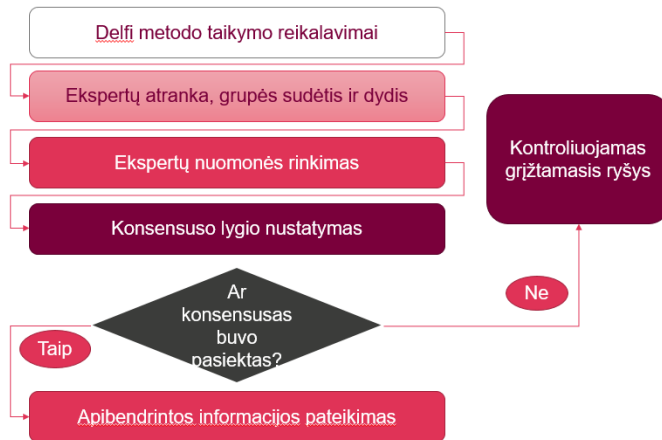 Delfi metodo taikymo reikalavimai
Ekspertų atranka, grupės sudėtis ir dydis
Ekspertų nuomonės rinkimas
Konsensuso lygio nustatymas
Kontroliuojamas
grįžtamasis ryšys
Ar
konsensusas
buvo
pasiektas?
Ne
Taip
Apibendrintos informacijos pateikimas